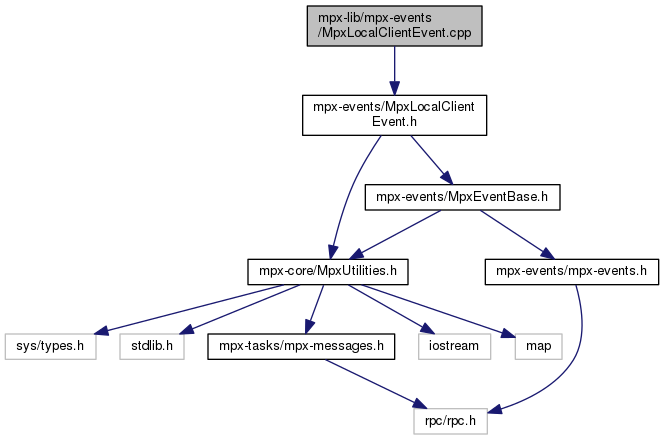 mpx-lib/mpx-events
/MpxLocalClientEvent.cpp
mpx-events/MpxLocalClient
Event.h
mpx-events/MpxEventBase.h
mpx-core/MpxUtilities.h
mpx-events/mpx-events.h
sys/types.h
stdlib.h
mpx-tasks/mpx-messages.h
iostream
map
rpc/rpc.h